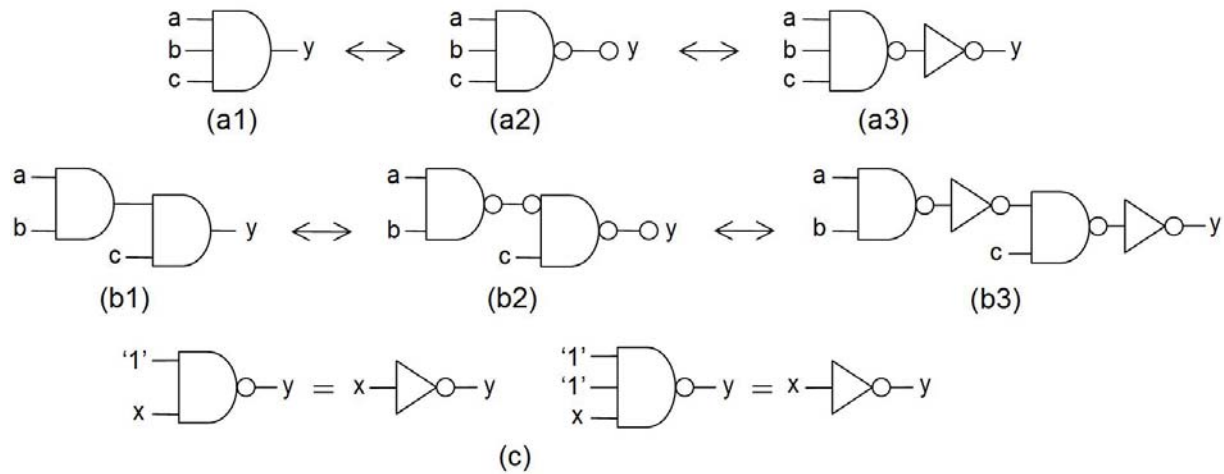 a a a
b y b y b y
c c c
(a1) (a2) (a3)
a a a
b y b y b y
c c c
(b1) (b2) (b3)
‘1’ ‘1’
y = x y ‘1’ y = x y
x x
(c)